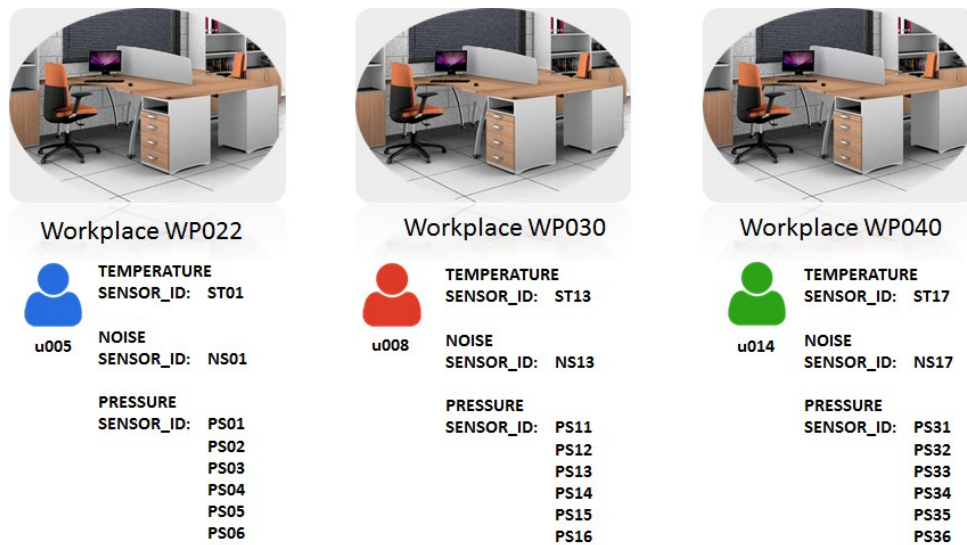 Workplace WP022
u005
TEMPERATURE
SENSOR_ID: ST01
NOISE
SENSOR_ID: NS01
PRESSURE
SENSOR_ID: PS01
PS02
PS03
PS04
PS05
PS06
Workplace WP030
u008
TEMPERATURE
SENSOR_ID: ST13
NOISE
SENSOR_ID: NS13
PRESSURE
SENSOR_ID: PS11
PS12
PS13
PS14
PS15
PS16
Workplace WP040
u014
TEMPERATURE
SENSOR_ID: ST17
NOISE
SENSOR_ID: NS17
PRESSURE
SENSOR_ID: PS31
PS32
PS33
PS34
PS35
PS36